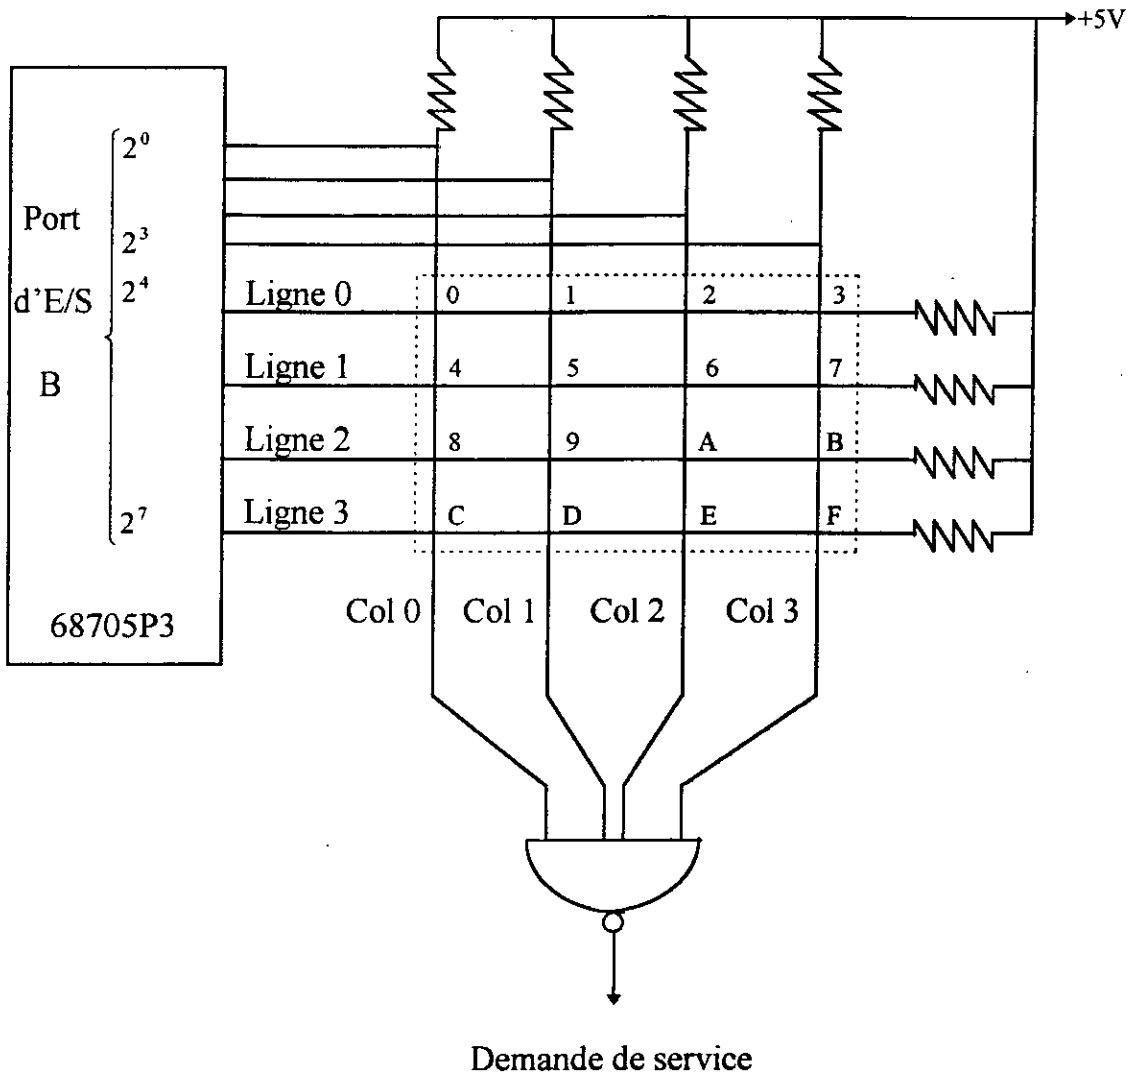 +5V
2⁰
Port
2³
d'E/S
2⁴
Ligne 0
0 1 2 3
Ligne 1
4 5 6 7
B
Ligne 2
8 9 A B
2⁷
Ligne 3
C D E F
Col 0 Col 1 Col 2 Col 3
68705P3
Demande de service